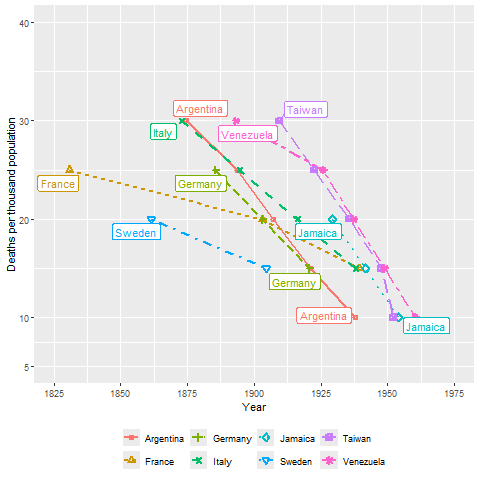 40
30
20
10
5
Deaths per thousand population
Argentina
Taiwan
Italy
Venezuela
France
Germany
Sweden
Jamaica
Germany
Argentina
Jamaica
1825 1850 1875 1900 1925 1950 1975
Year
Argentina Germany Jamaica Taiwan
France Italy Sweden Venezuela